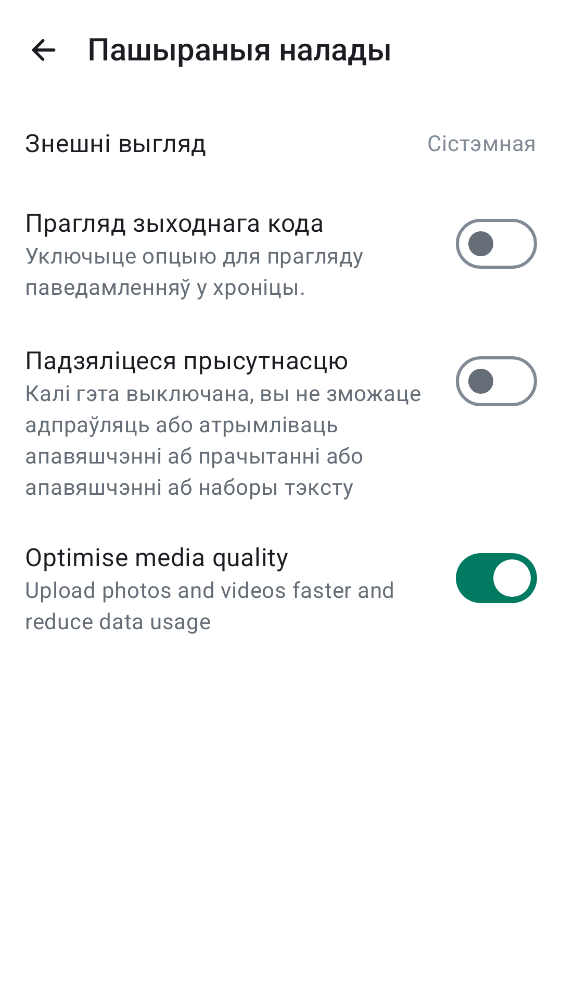 Пашыраныя налады
Знешні выгляд
Сістэмная
Прагляд зыходнага кода
Уключыце опцыю для прагляду
паведамленняў у хроніцы.
Падзяліцеся прысутнасцю
Калі гэта выключана, вы не зможаце
адпраўляць або атрымліваць
апавяшчэнні аб прачытанні або
апавяшчэнні аб наборы тэксту
Optimise media quality
Upload photos and videos faster and
reduce data usage